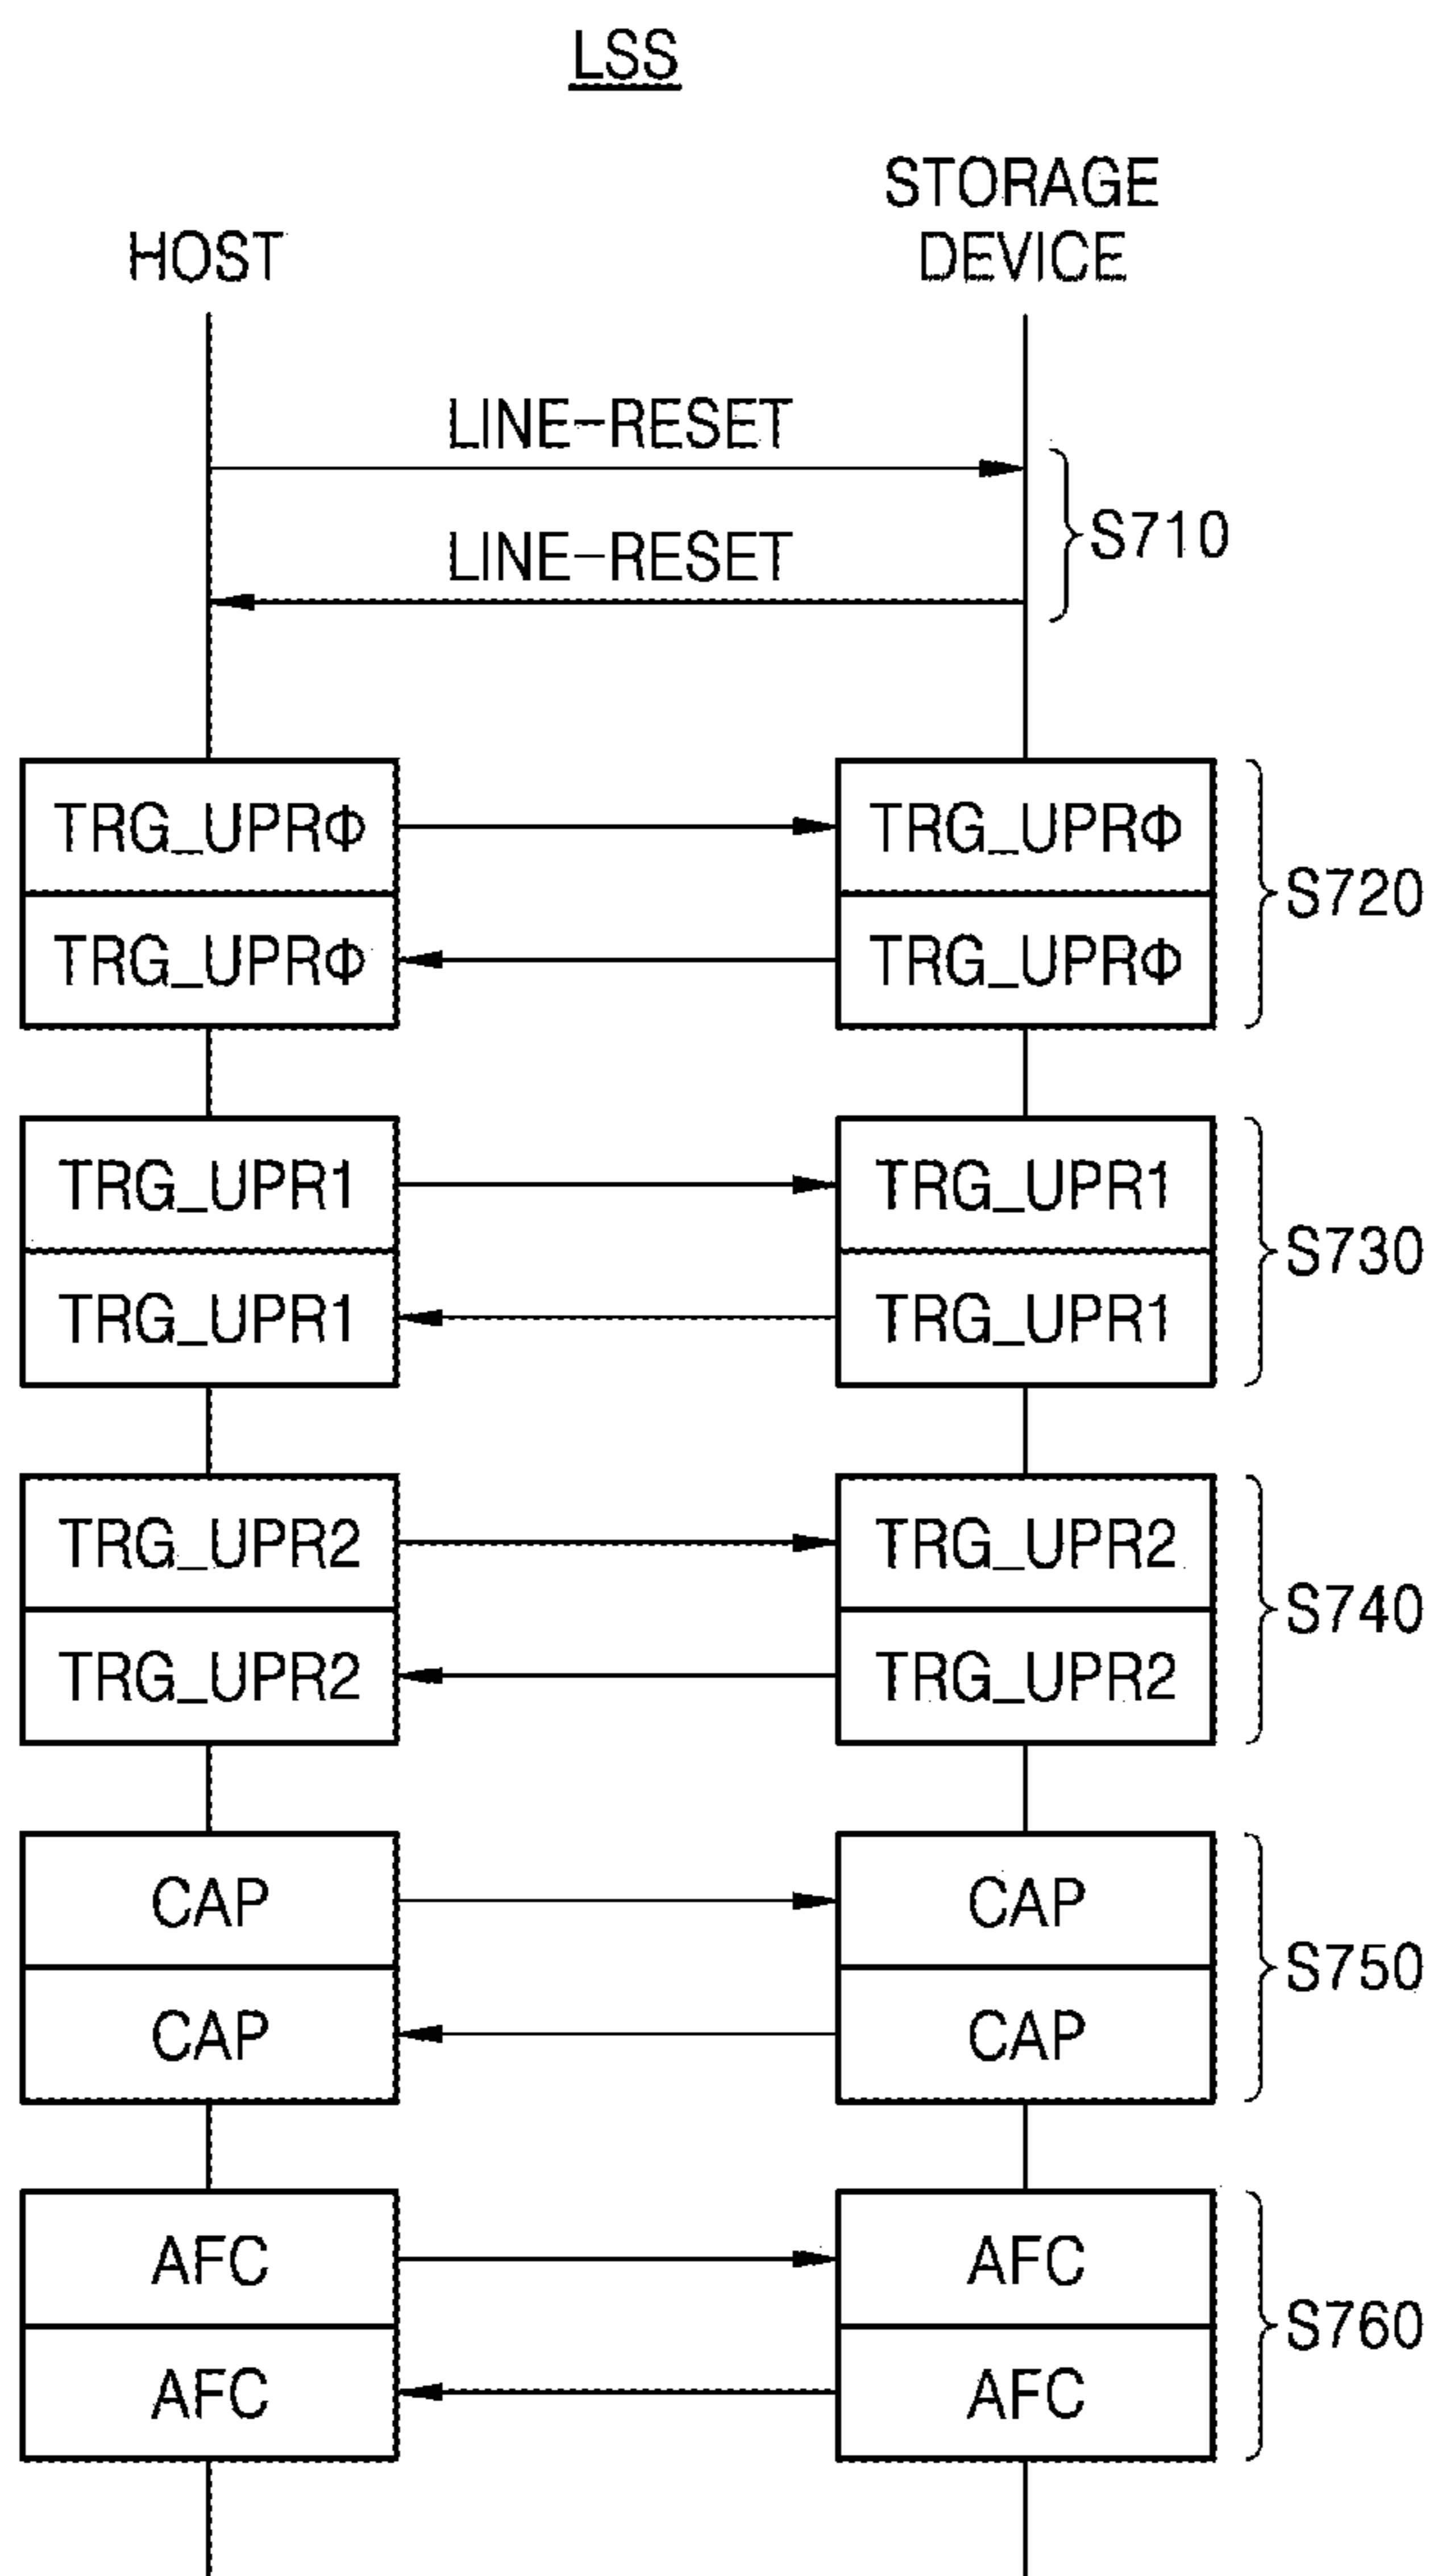 LSS
HOST
STORAGE
DEVICE
LINE-RESET
LINE-RESET
S710
TRG_UPRΦ
TRG_UPRΦ
TRG_UPRΦ
TRG_UPRΦ
S720
TRG_UPR1
TRG_UPR1
TRG_UPR1
TRG_UPR1
S730
TRG_UPR2
TRG_UPR2
TRG_UPR2
TRG_UPR2
S740
CAP
CAP
CAP
CAP
S750
AFC
AFC
AFC
AFC
S760